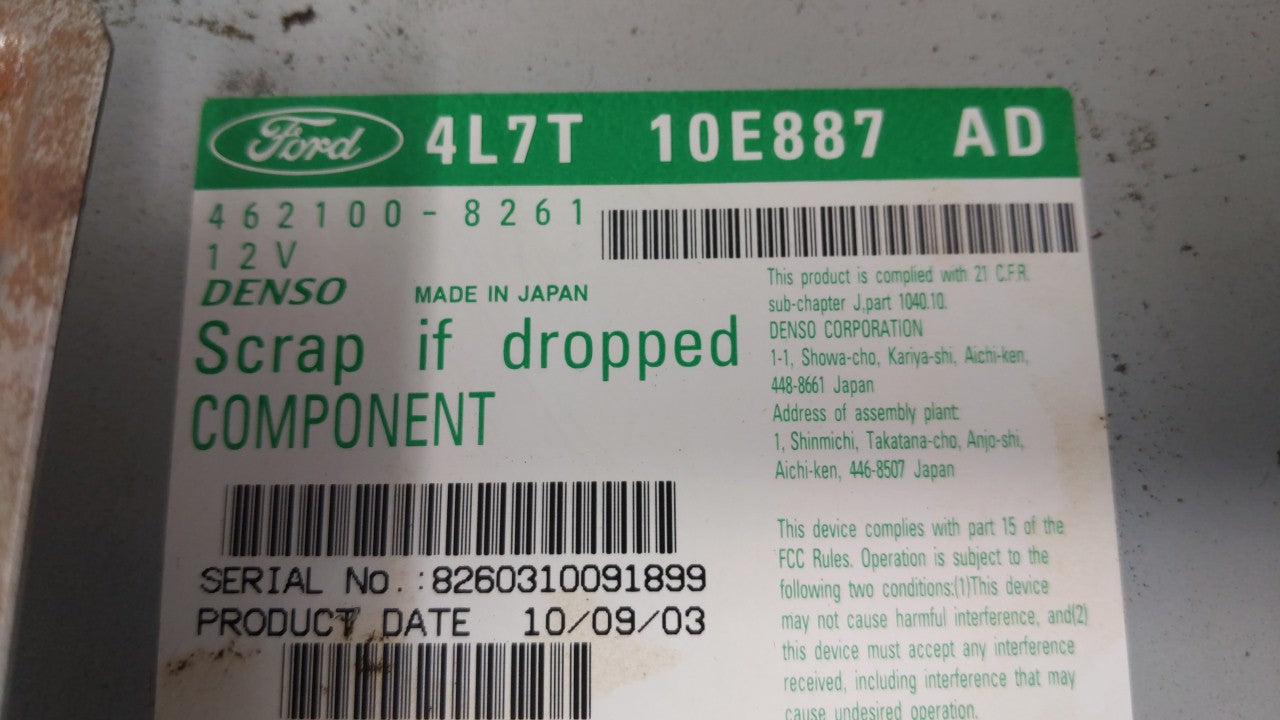 Ford 4L7T 10E887 AD
462100-8261
12V
DENSO MADE IN JAPAN
Scrap if dropped
COMPONENT
SERIAL No.:8260310091899
PRODUCT DATE 10/09/03
This product is complied with 21 C.F.R.
sub-chapter J,part 1040.10.
DENSO CORPORATION
1-1, Showa-cho, Kariya-shi, Aichi-ken,
448-8661 Japan
Address of assembly plant:
1, Shinmichi, Takatana-cho, Anjo-shi,
Aichi-ken, 446-8507 Japan
This device complies with part 15 of the
FCC Rules. Operation is subject to the
following two conditions:(1)This device
may not cause harmful interference, and(2)
this device must accept any interference
received, including interference that may
cause undesired operation.